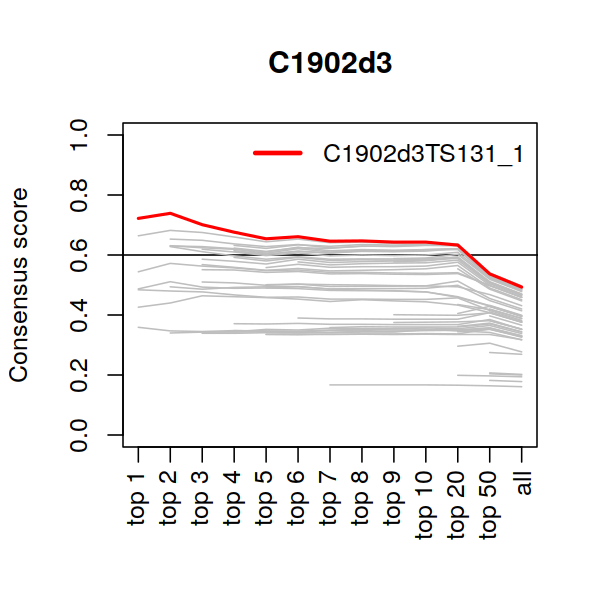 C1902d3
C1902d3TS131_1
Consensus score
1.0
0.8
0.6
0.4
0.2
0.0
top 1
top 2
top 3
top 4
top 5
top 6
top 7
top 8
top 9
top 10
top 20
top 50
all